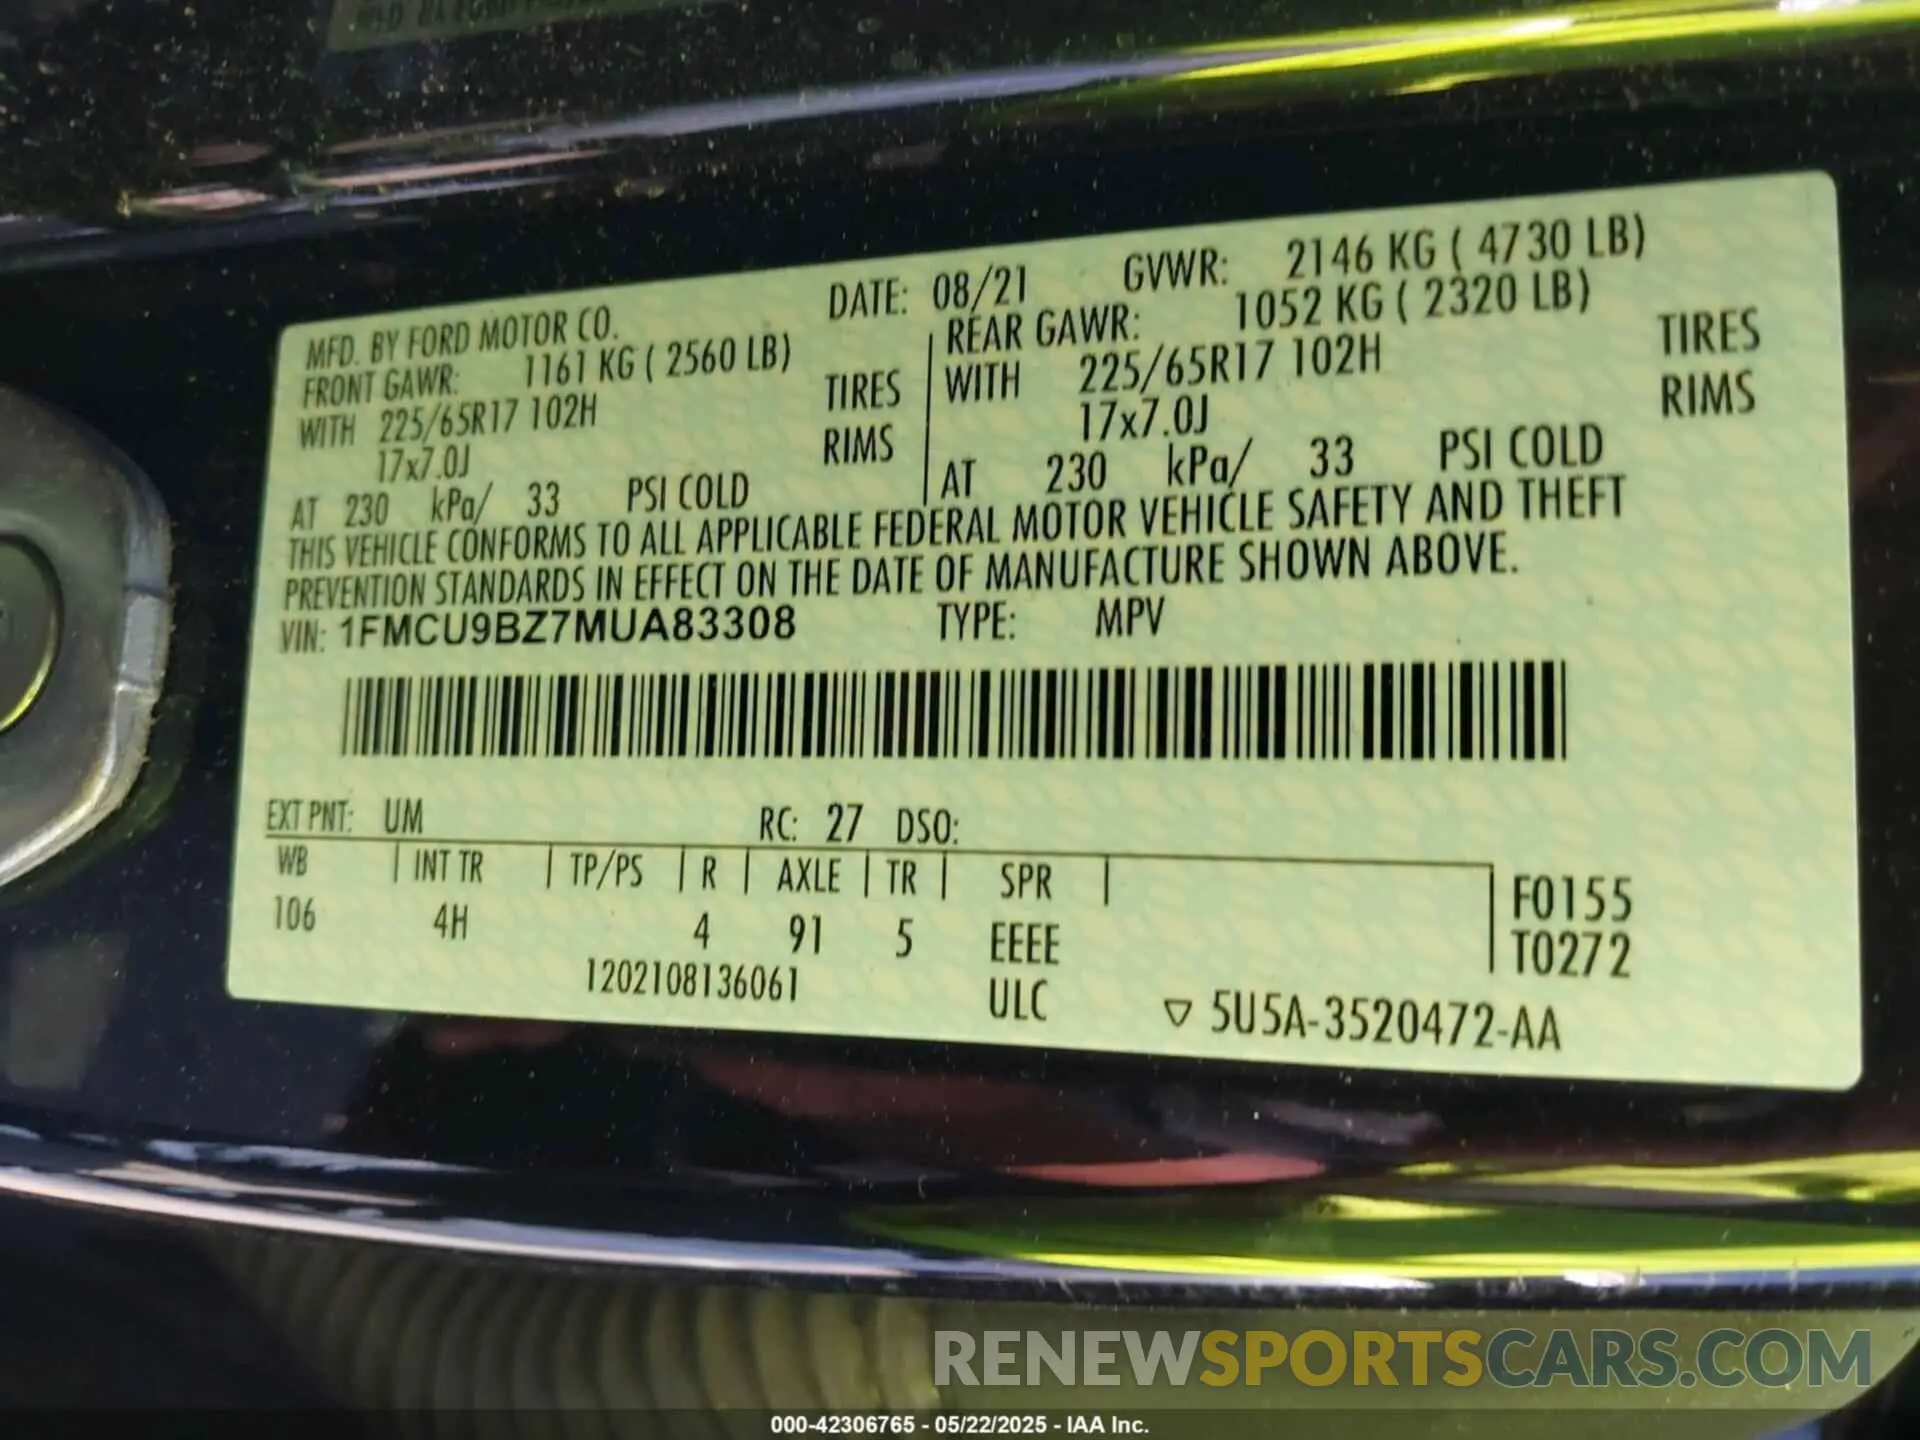 MFD. BY FORD MOTOR CO. DATE: 08/21 GVWR: 2146 KG ( 4730 LB)
FRONT GAWR: 1161 KG ( 2560 LB) REAR GAWR: 1052 KG ( 2320 LB)
WITH 225/65R17 102H TIRES WITH 225/65R17 102H TIRES
17x7.0J RIMS 17x7.0J RIMS
AT 230 kPa/ 33 PSI COLD AT 230 kPa/ 33 PSI COLD
THIS VEHICLE CONFORMS TO ALL APPLICABLE FEDERAL MOTOR VEHICLE SAFETY AND THEFT
PREVENTION STANDARDS IN EFFECT ON THE DATE OF MANUFACTURE SHOWN ABOVE.
VIN: 1FMCU9BZ7MUA83308 TYPE: MPV
EXT PNT: UM RC: 27 DSO:
WB INT TR TP/PS R AXLE TR SPR F0155
106 4H 4 91 5 EEEE T0272
1202108136061 ULC ▽ 5U5A-3520472-AA
RENEWSPORTSCARS.COM
000-42306765 - 05/22/2025 - IAA Inc.